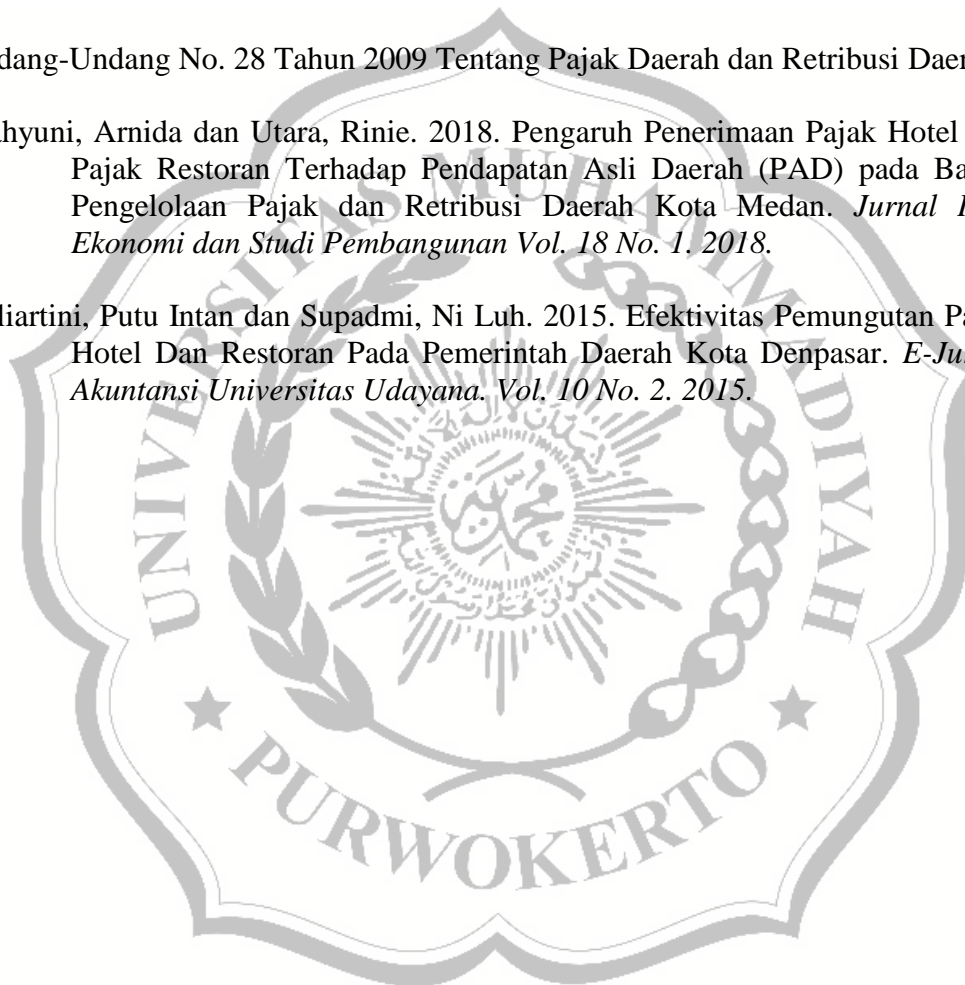 dang-Undang No. 28 Tahun 2009 Tentang Pajak Daerah dan Retribusi Daer
hyuni, Arnida dan Utara, Rinie. 2018. Pengaruh Penerimaan Pajak Hotel
Pajak Restoran Terhadap Pendapatan Asli Daerah (PAD) pada Ba
Pengelolaan Pajak dan Retribusi Daerah Kota Medan. Jurnal I
Ekonomi dan Studi Pembangunan Vol. 18 No. 1. 2018.
liartini, Putu Intan dan Supadmi, Ni Luh. 2015. Efektivitas Pemungutan Pa
Hotel Dan Restoran Pada Pemerintah Daerah Kota Denpasar. E-Ju
Akuntansi Universitas Udayana. Vol. 10 No. 2. 2015.
UNIVERSITAS MUHAMMADIYAH
PURWOKERTO